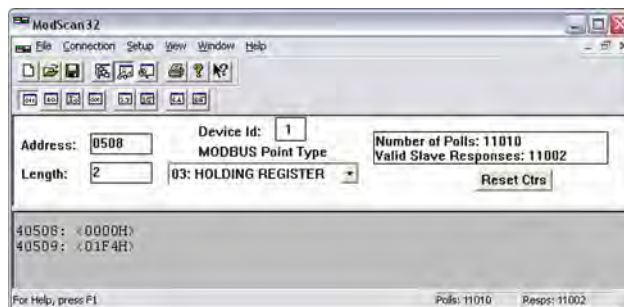 ModScan32
File Connection Setup View Window Help
Address: 0508
Device Id: 1
MODBUS Point Type
Length: 2
03: HOLDING REGISTER
Number of Polls: 11010
Valid Slave Responses: 11002
Reset Ctrs
40508: <0000H>
40509: <01F4H>
For Help, press F1
Polls: 11010
Resps: 11002